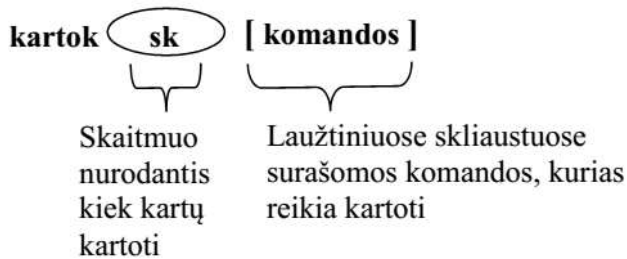 kartok sk [ komandos ]
Skaitmuo
nurodantis
kiek kartų
kartoti
Laužtiniuose skliaustuose
surašomos komandos, kurias
reikia kartoti